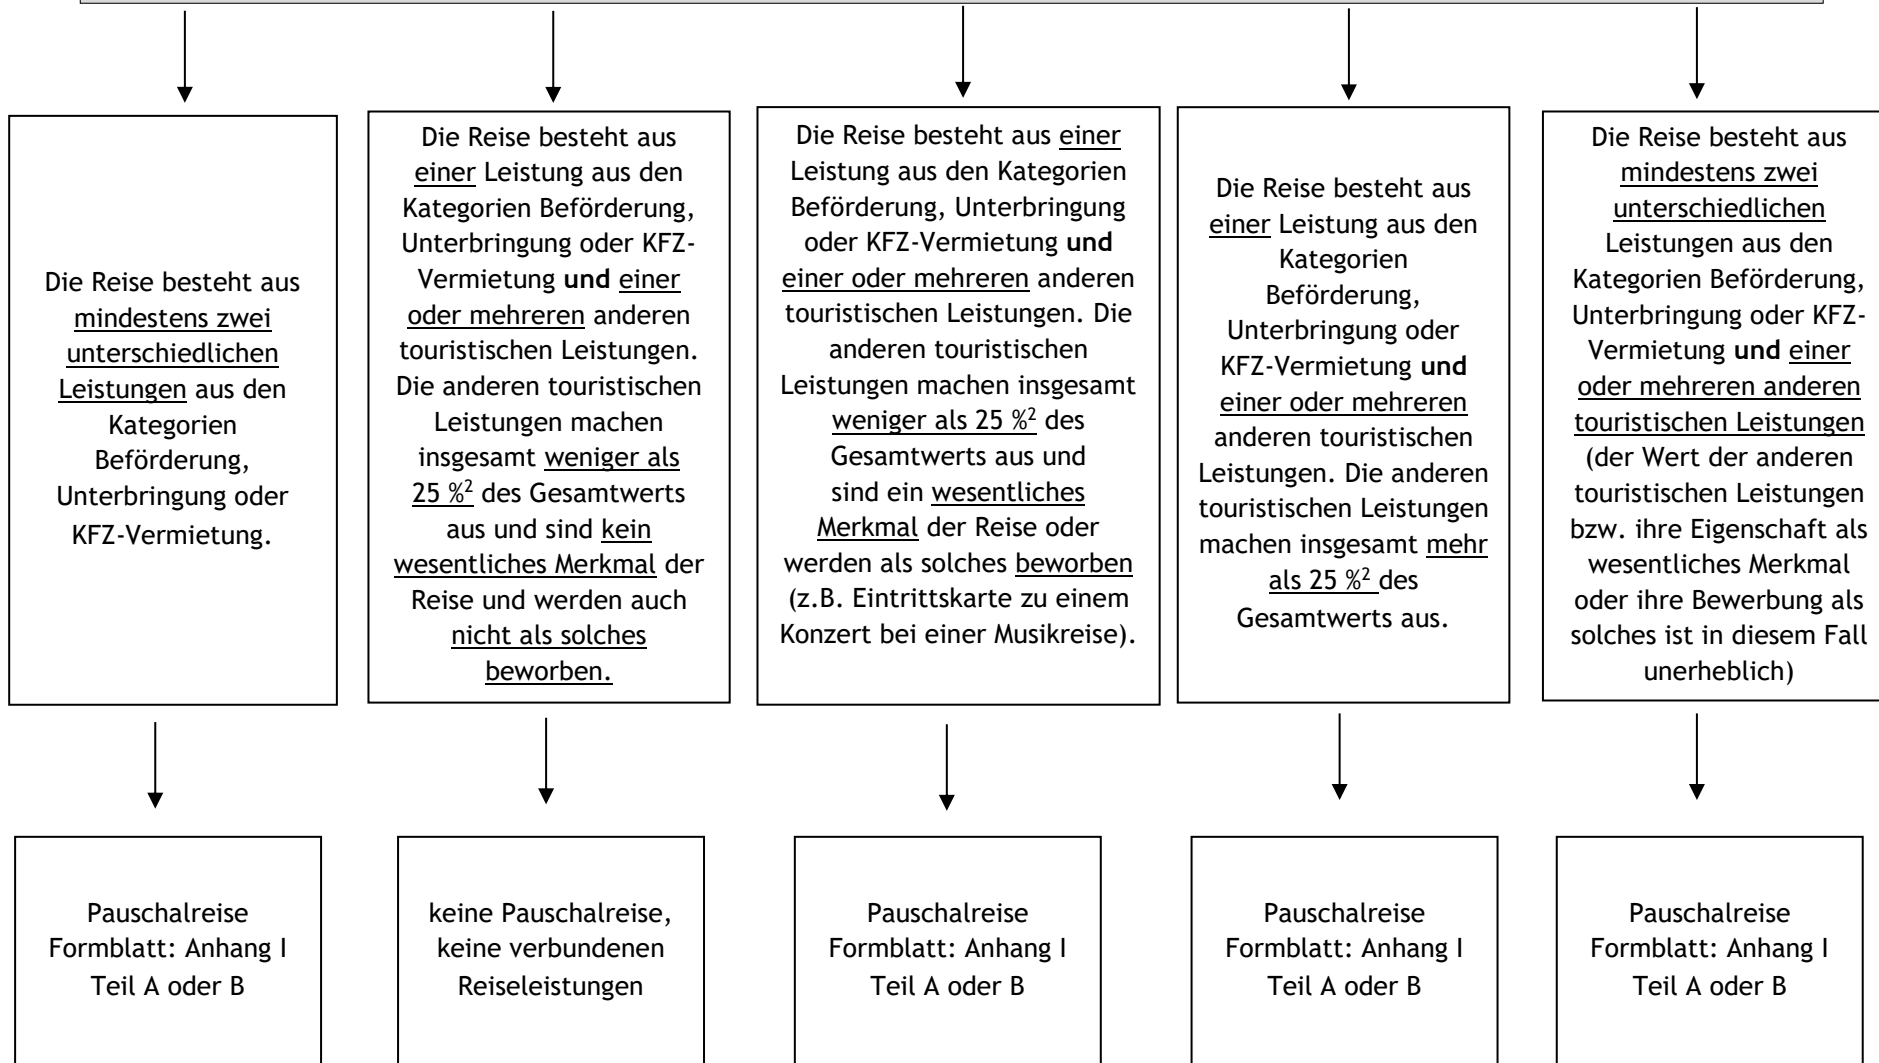 Die Reise besteht aus
mindestens zwei
unterschiedlichen
Leistungen aus den
Kategorien
Beförderung,
Unterbringung oder
KFZ-Vermietung.
Die Reise besteht aus
einer Leistung aus den
Kategorien Beförderung,
Unterbringung oder KFZ-
Vermietung und einer
oder mehreren anderen
touristischen Leistungen.
Die anderen touristischen
Leistungen machen
insgesamt weniger als
25 %² des Gesamtwerts
aus und sind kein
wesentliches Merkmal der
Reise und werden auch
nicht als solches
beworben.
Die Reise besteht aus einer
Leistung aus den Kategorien
Beförderung, Unterbringung
oder KFZ-Vermietung und
einer oder mehreren anderen
touristischen Leistungen. Die
anderen touristischen
Leistungen machen insgesamt
weniger als 25 %² des
Gesamtwerts aus und
sind ein wesentliches
Merkmal der Reise oder
werden als solches beworben
(z.B. Eintrittskarte zu einem
Konzert bei einer Musikreise).
Die Reise besteht aus
einer Leistung aus den
Kategorien
Beförderung,
Unterbringung oder
KFZ-Vermietung und
einer oder mehreren
anderen touristischen
Leistungen. Die anderen
touristischen Leistungen
machen insgesamt mehr
als 25 %² des
Gesamtwerts aus.
Die Reise besteht aus
mindestens zwei
unterschiedlichen
Leistungen aus den
Kategorien Beförderung,
Unterbringung oder KFZ-
Vermietung und einer
oder mehreren anderen
touristischen Leistungen
(der Wert der anderen
touristischen Leistungen
bzw. ihre Eigenschaft als
wesentliches Merkmal
oder ihre Bewerbung als
solches ist in diesem Fall
unerheblich)
Pauschalreise
Formblatt: Anhang I
Teil A oder B
keine Pauschalreise,
keine verbundenen
Reiseleistungen
Pauschalreise
Formblatt: Anhang I
Teil A oder B
Pauschalreise
Formblatt: Anhang I
Teil A oder B
Pauschalreise
Formblatt: Anhang I
Teil A oder B